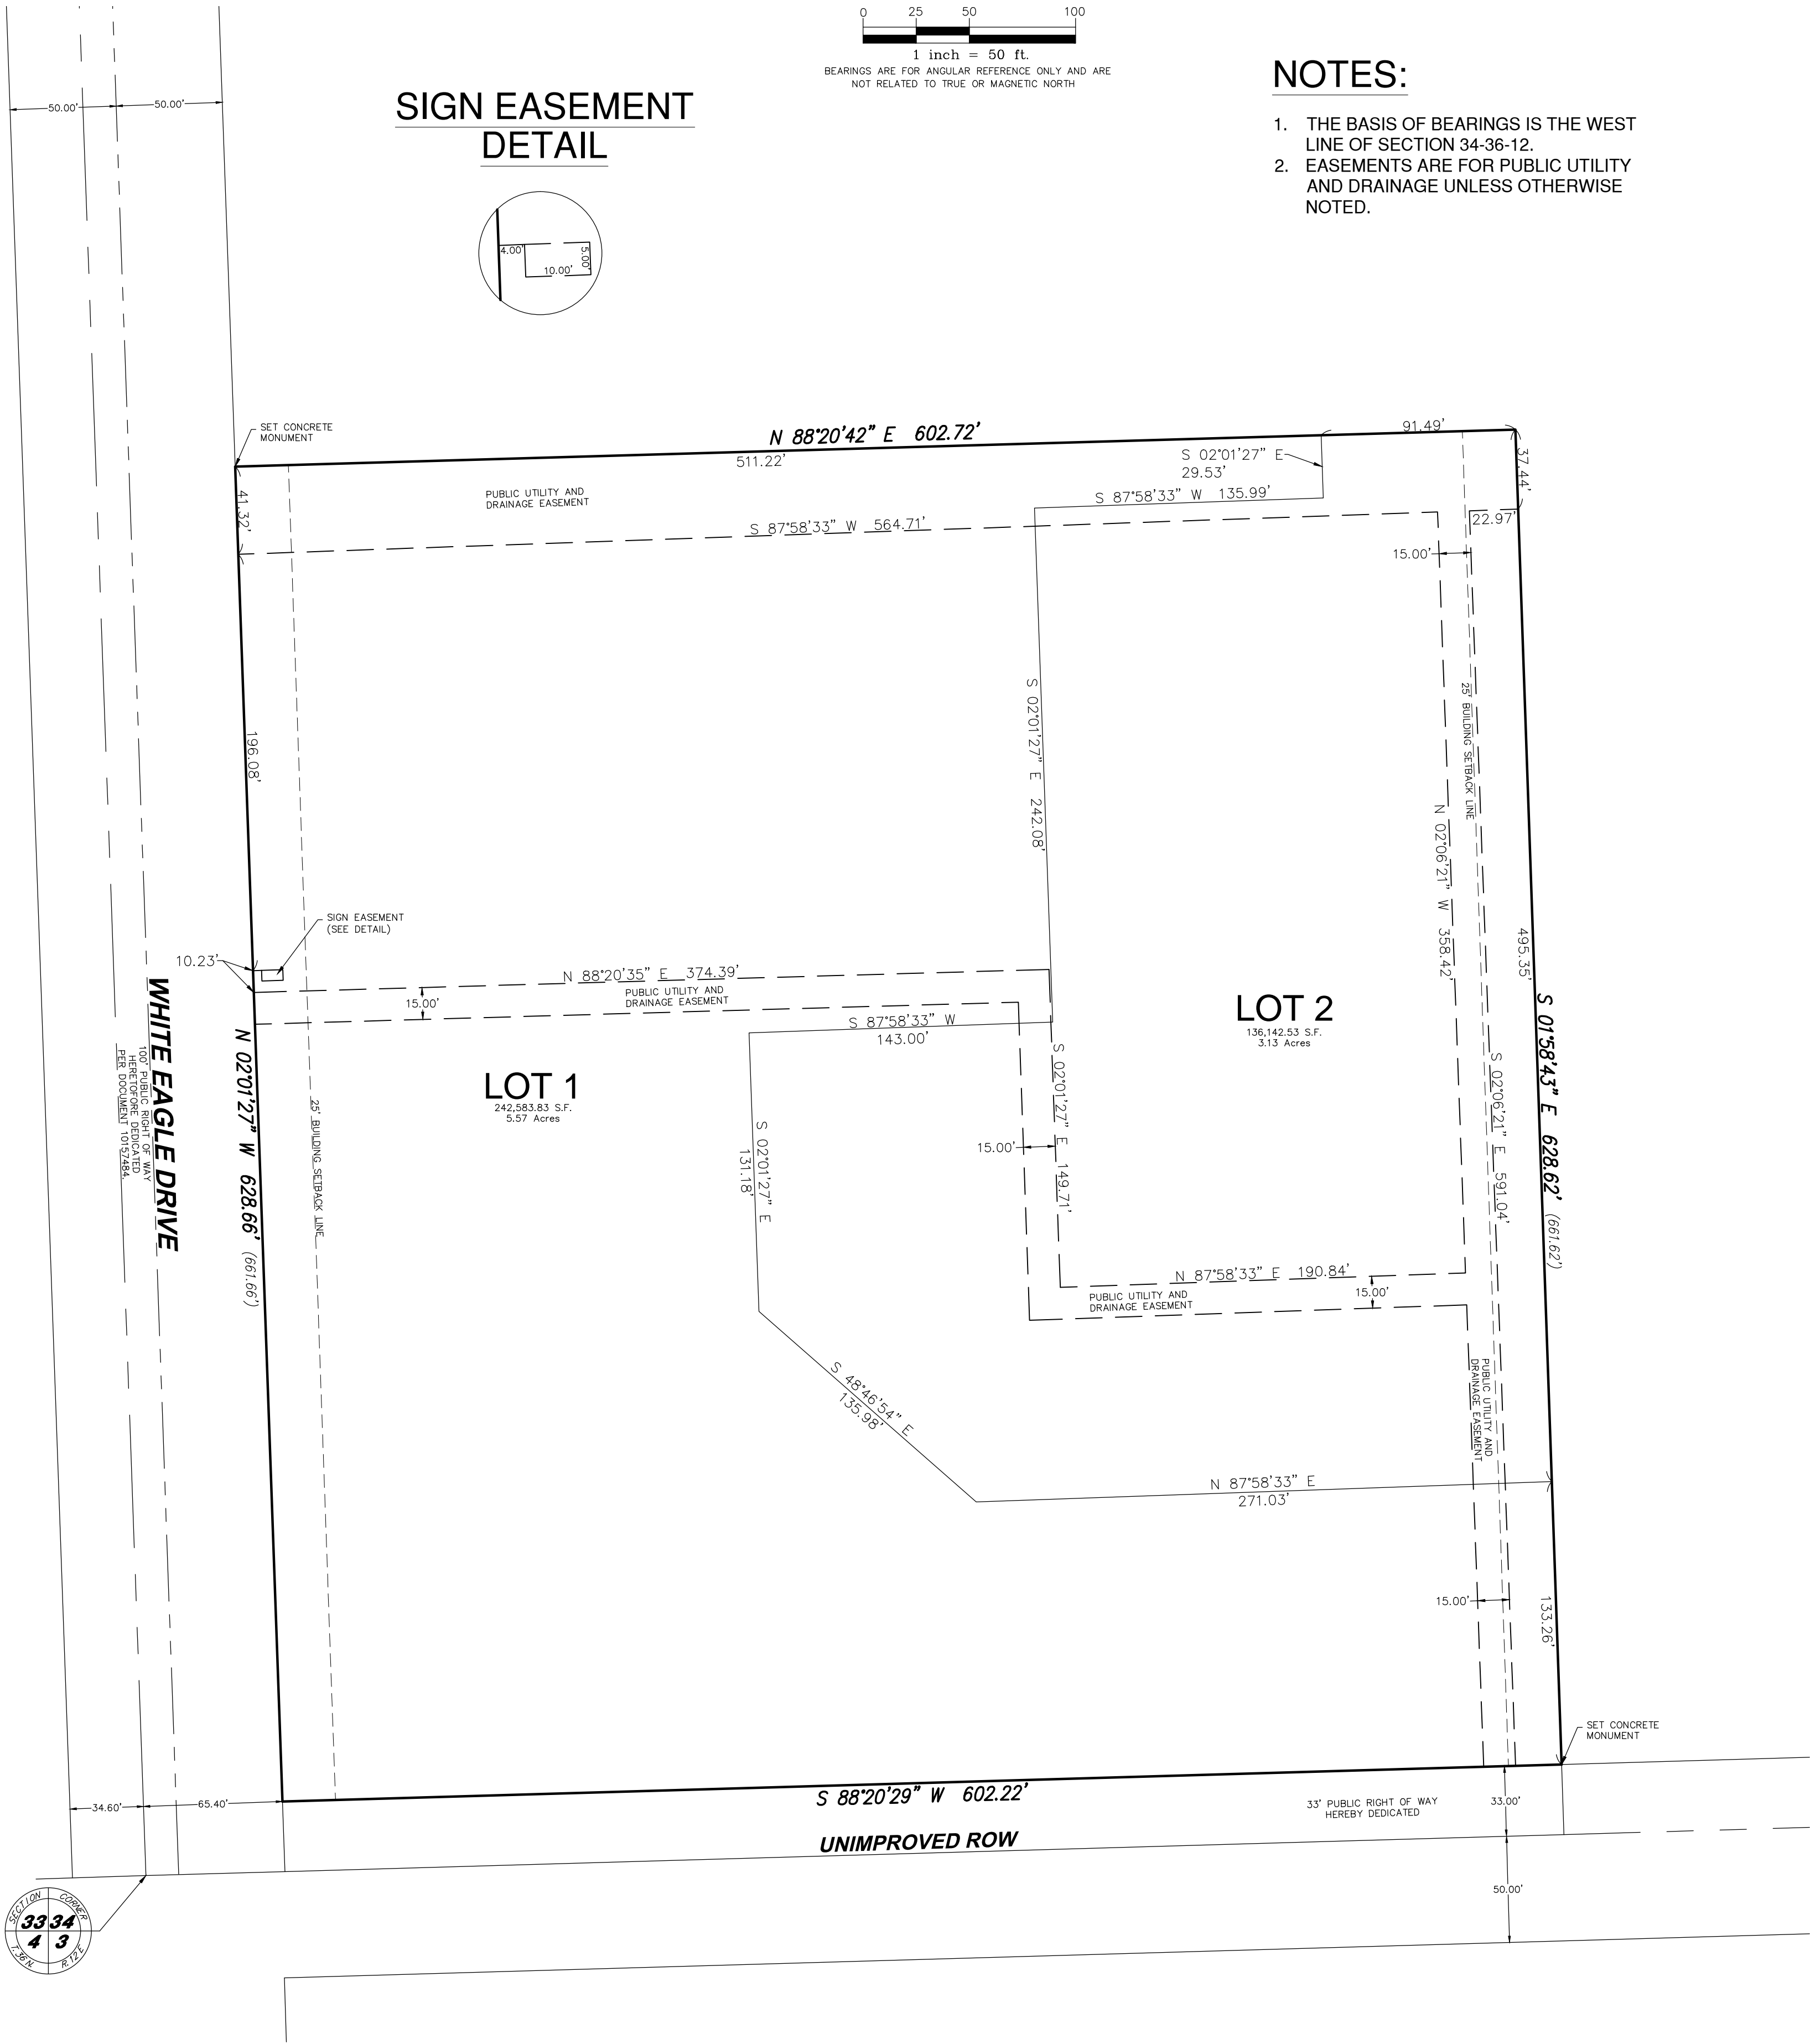 0 25 50 100
1 inch = 50 ft.
BEARINGS ARE FOR ANGULAR REFERENCE ONLY AND ARE
NOT RELATED TO TRUE OR MAGNETIC NORTH
NOTES:
1. THE BASIS OF BEARINGS IS THE WEST
LINE OF SECTION 34-36-12.
2. EASEMENTS ARE FOR PUBLIC UTILITY
AND DRAINAGE UNLESS OTHERWISE
NOTED.
50.00' 50.00'
SIGN EASEMENT
DETAIL
4.00'
5.00'
10.00'
SET CONCRETE
MONUMENT
N 88°20'42" E 602.72'
511.22'
91.49'
S 02°01'27" E
29.53'
37.44'
41.32'
PUBLIC UTILITY AND
DRAINAGE EASEMENT
S 87°58'33" W 135.99'
S 87°58'33" W 564.71'
22.97'
15.00'
196.08'
S 02°01'27" E 242.08'
25' BUILDING SETBACK LINE
N 02°06'21" W 358.42'
495.35'
SIGN EASEMENT
(SEE DETAIL)
10.23'
N 88°20'35" E 374.39'
PUBLIC UTILITY AND
DRAINAGE EASEMENT
15.00'
S 87°58'33" W
143.00'
LOT 2
136,142.53 S.F.
3.13 Acres
LOT 1
242,583.83 S.F.
5.57 Acres
WHITE EAGLE DRIVE
100' PUBLIC RIGHT OF WAY
HERETOFORE DEDICATED
PER DOCUMENT 10157484.
N 02°01'27" W 628.66' (661.66')
25' BUILDING SETBACK LINE
S 02°01'27" E
131.18'
15.00'
S 02°01'27" E 149.71'
S 02°06'21" E 591.04'
S 01°58'43" E 628.62' (661.62')
N 87°58'33" E 190.84'
PUBLIC UTILITY AND
DRAINAGE EASEMENT
15.00'
S 48°46'54" E
135.98'
PUBLIC UTILITY AND
DRAINAGE EASEMENT
N 87°58'33" E
271.03'
15.00'
133.26'
SET CONCRETE
MONUMENT
34.60' 65.40'
S 88°20'29" W 602.22'
33' PUBLIC RIGHT OF WAY
HEREBY DEDICATED
33.00'
UNIMPROVED ROW
50.00'
SECTION CORNER
33 34
4 3
T.36 N. R.12 E.